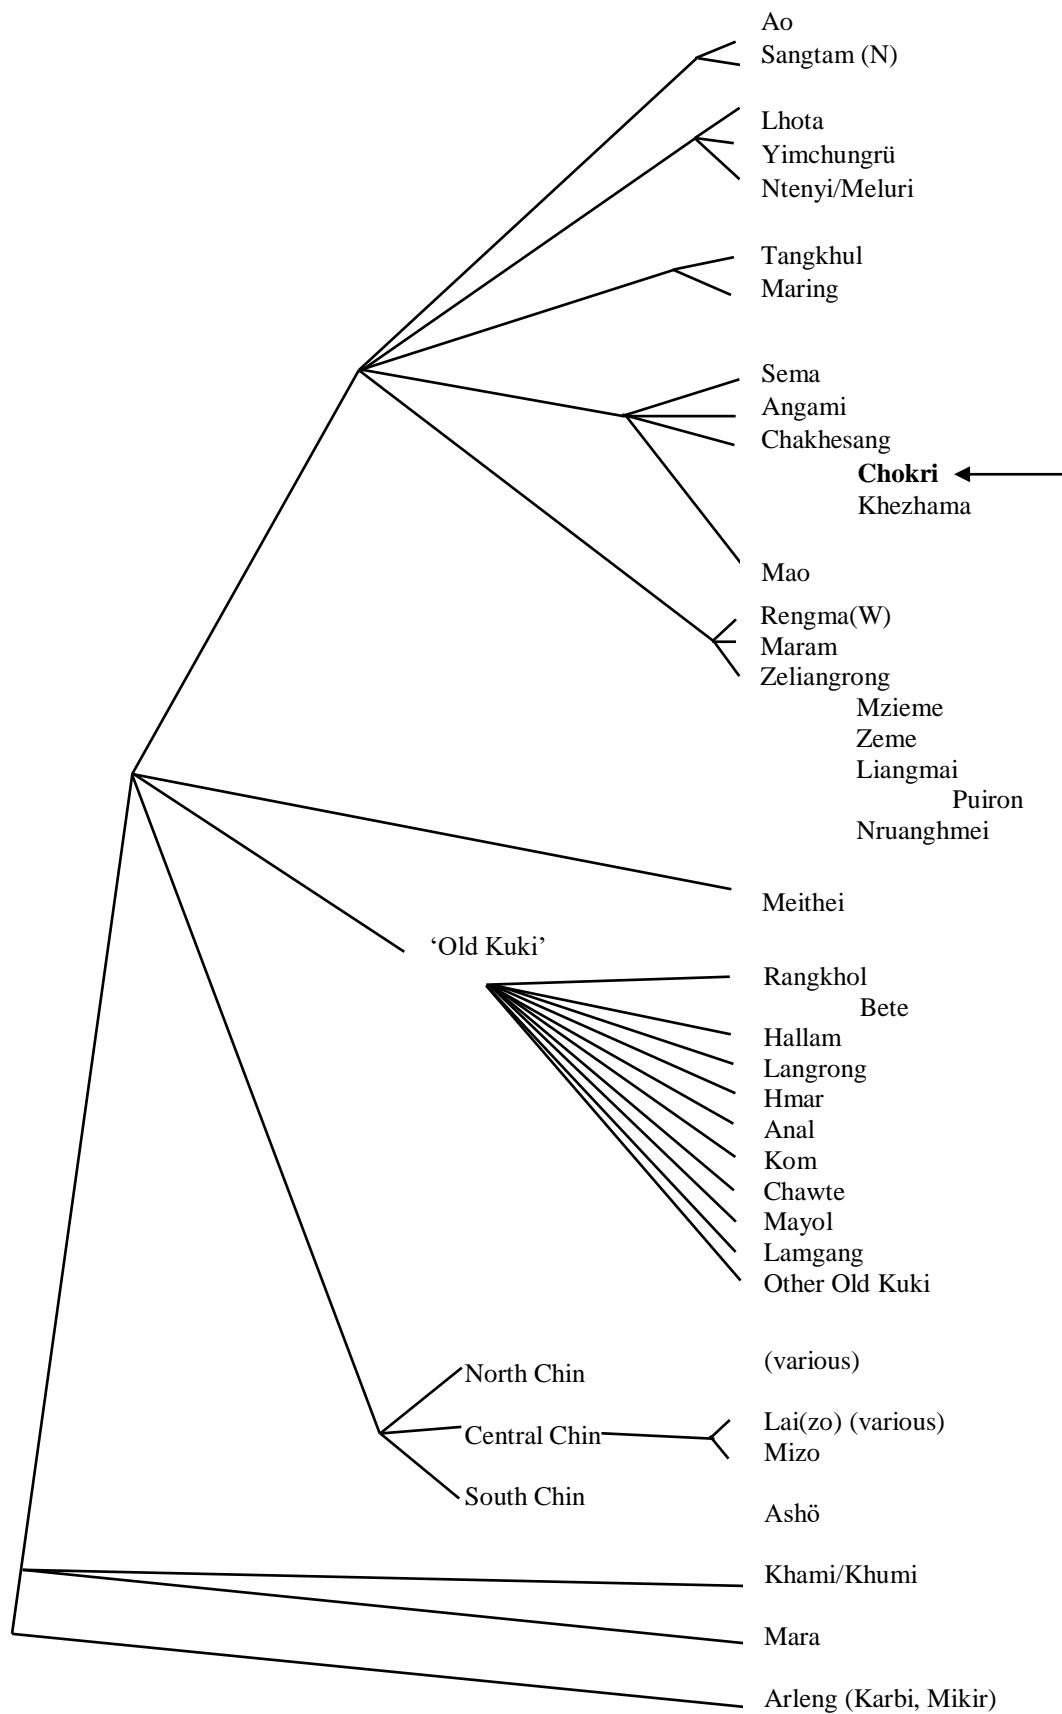 Ao
Sangtam (N)
Lhota
Yimchungrü
Ntenyi/Meluri
Tangkhul
Maring
Sema
Angami
Chakhesang
Chokri
Khezhama
Mao
Rengma(W)
Maram
Zeliangrong
Mzieme
Zeme
Liangmai
Puiron
Nruanghmei
Meithei
‘Old Kuki’
Rangkhol
Bete
Hallam
Langrong
Hmar
Anal
Kom
Chawte
Mayol
Lamgang
Other Old Kuki
North Chin (various)
Central Chin Lai(zo) (various)
Mizo
South Chin
Ashö
Khami/Khumi
Mara
Arleng (Karbi, Mikir)